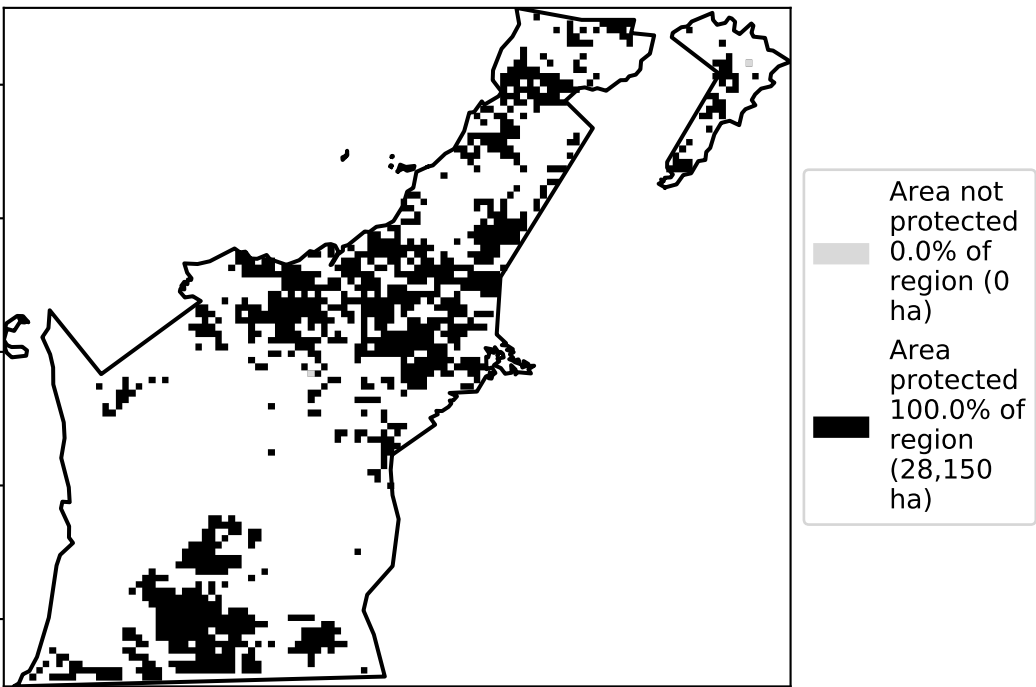 Area not
protected
0.0% of
region (0
ha)
Area
protected
100.0% of
region
(28,150
ha)